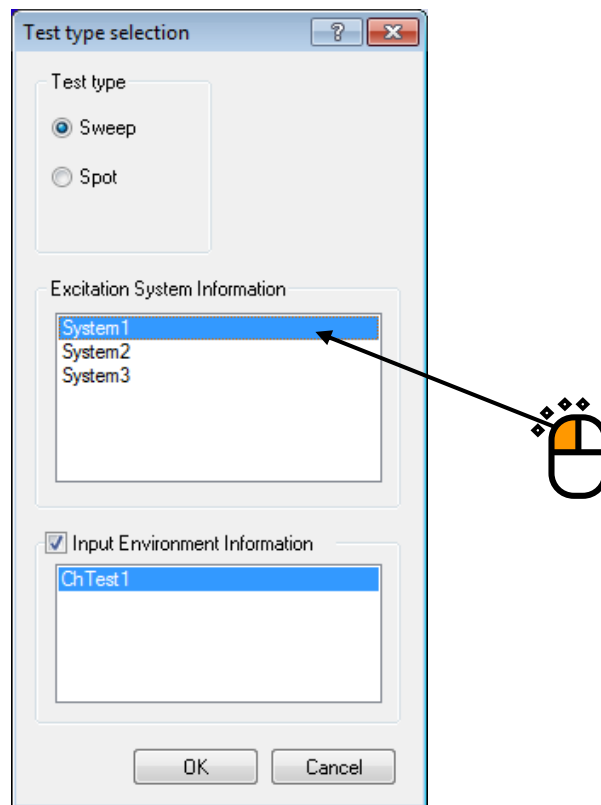 Test type selection
Test type
Sweep
Spot
Excitation System Information
System1
System2
System3
Input Environment Information
ChTest1
OK
Cancel